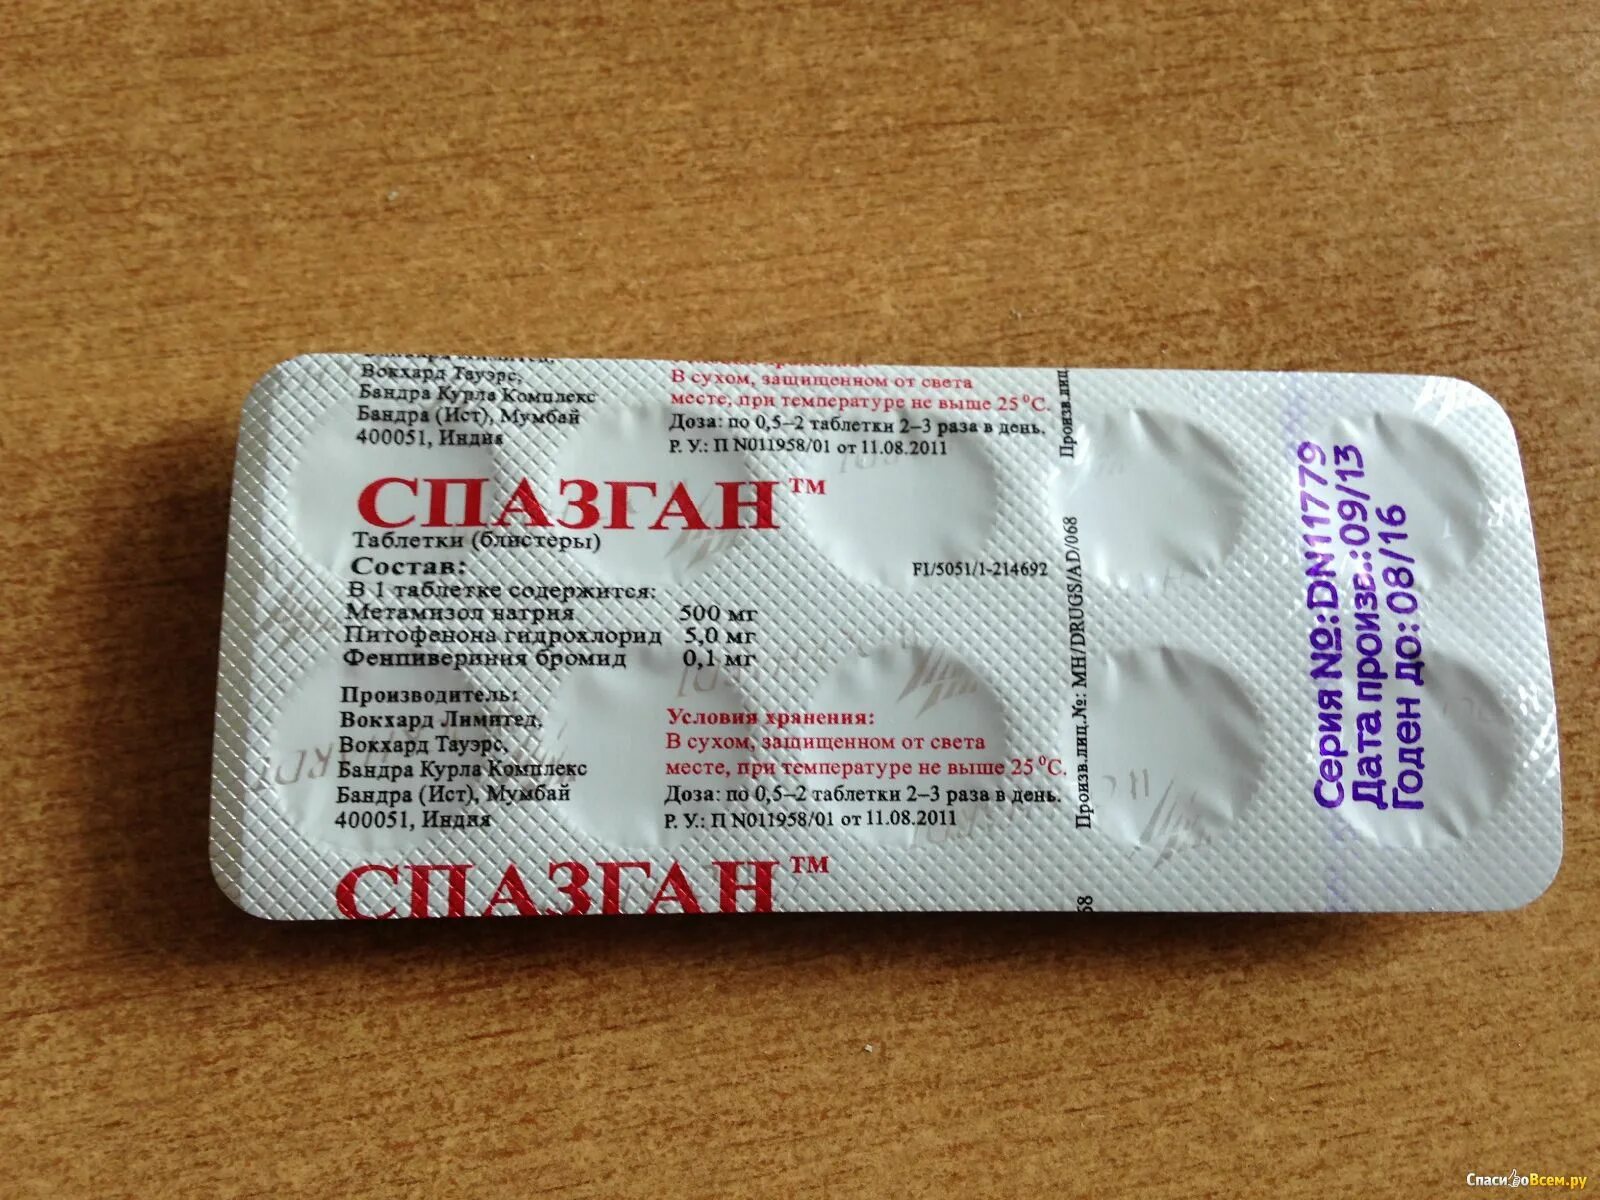 Вокхард Тауэрс,
Бандра Курла Комплекс
Бандра (Ист), Мумбай
400051, Индия
В сухом, защищенном от света
месте, при температуре не выше 25 °С.
Доза: по 0,5–2 таблетки 2–3 раза в день.
Р. У.: П N011958/01 от 11.08.2011
Произв.лиц
СПАЗГАН™
Таблетки (блистеры)
Состав:
FI/5051/1-214692
В 1 таблетке содержится:
Метамизол натрия 500 мг
Питофенона гидрохлорид 5,0 мг
Фенпивериния бромид 0,1 мг
Производитель:
Вокхард Лимитед,
Вокхард Тауэрс,
Бандра Курла Комплекс
Бандра (Ист), Мумбай
400051, Индия
Условия хранения:
В сухом, защищенном от света
месте, при температуре не выше 25 °С.
Доза: по 0,5–2 таблетки 2–3 раза в день.
Р. У.: П N011958/01 от 11.08.2011
Произв.лиц.№: MH/DRUGS/AD/068
68
СПАЗГАН™
Серия №:DN11779
Дата произв.:09/13
Годен до:08/16
СпасибоВсем.ру